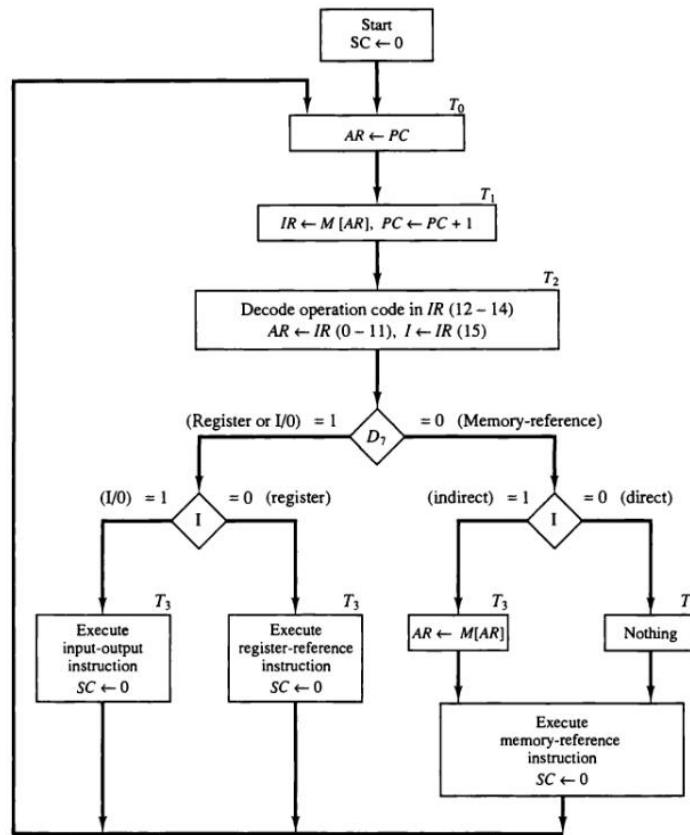 Start
SC ← 0
T₀
AR ← PC
T₁
IR ← M [AR], PC ← PC + 1
T₂
Decode operation code in IR (12 – 14)
AR ← IR (0 – 11), I ← IR (15)
(Register or I/0) = 1
D₇
= 0 (Memory-reference)
(I/0) = 1
I
= 0 (register)
(indirect) = 1
I
= 0 (direct)
T₃
T₃
T₃
T
Execute
input-output
instruction
SC ← 0
Execute
register-reference
instruction
SC ← 0
AR ← M[AR]
Nothing
Execute
memory-reference
instruction
SC ← 0